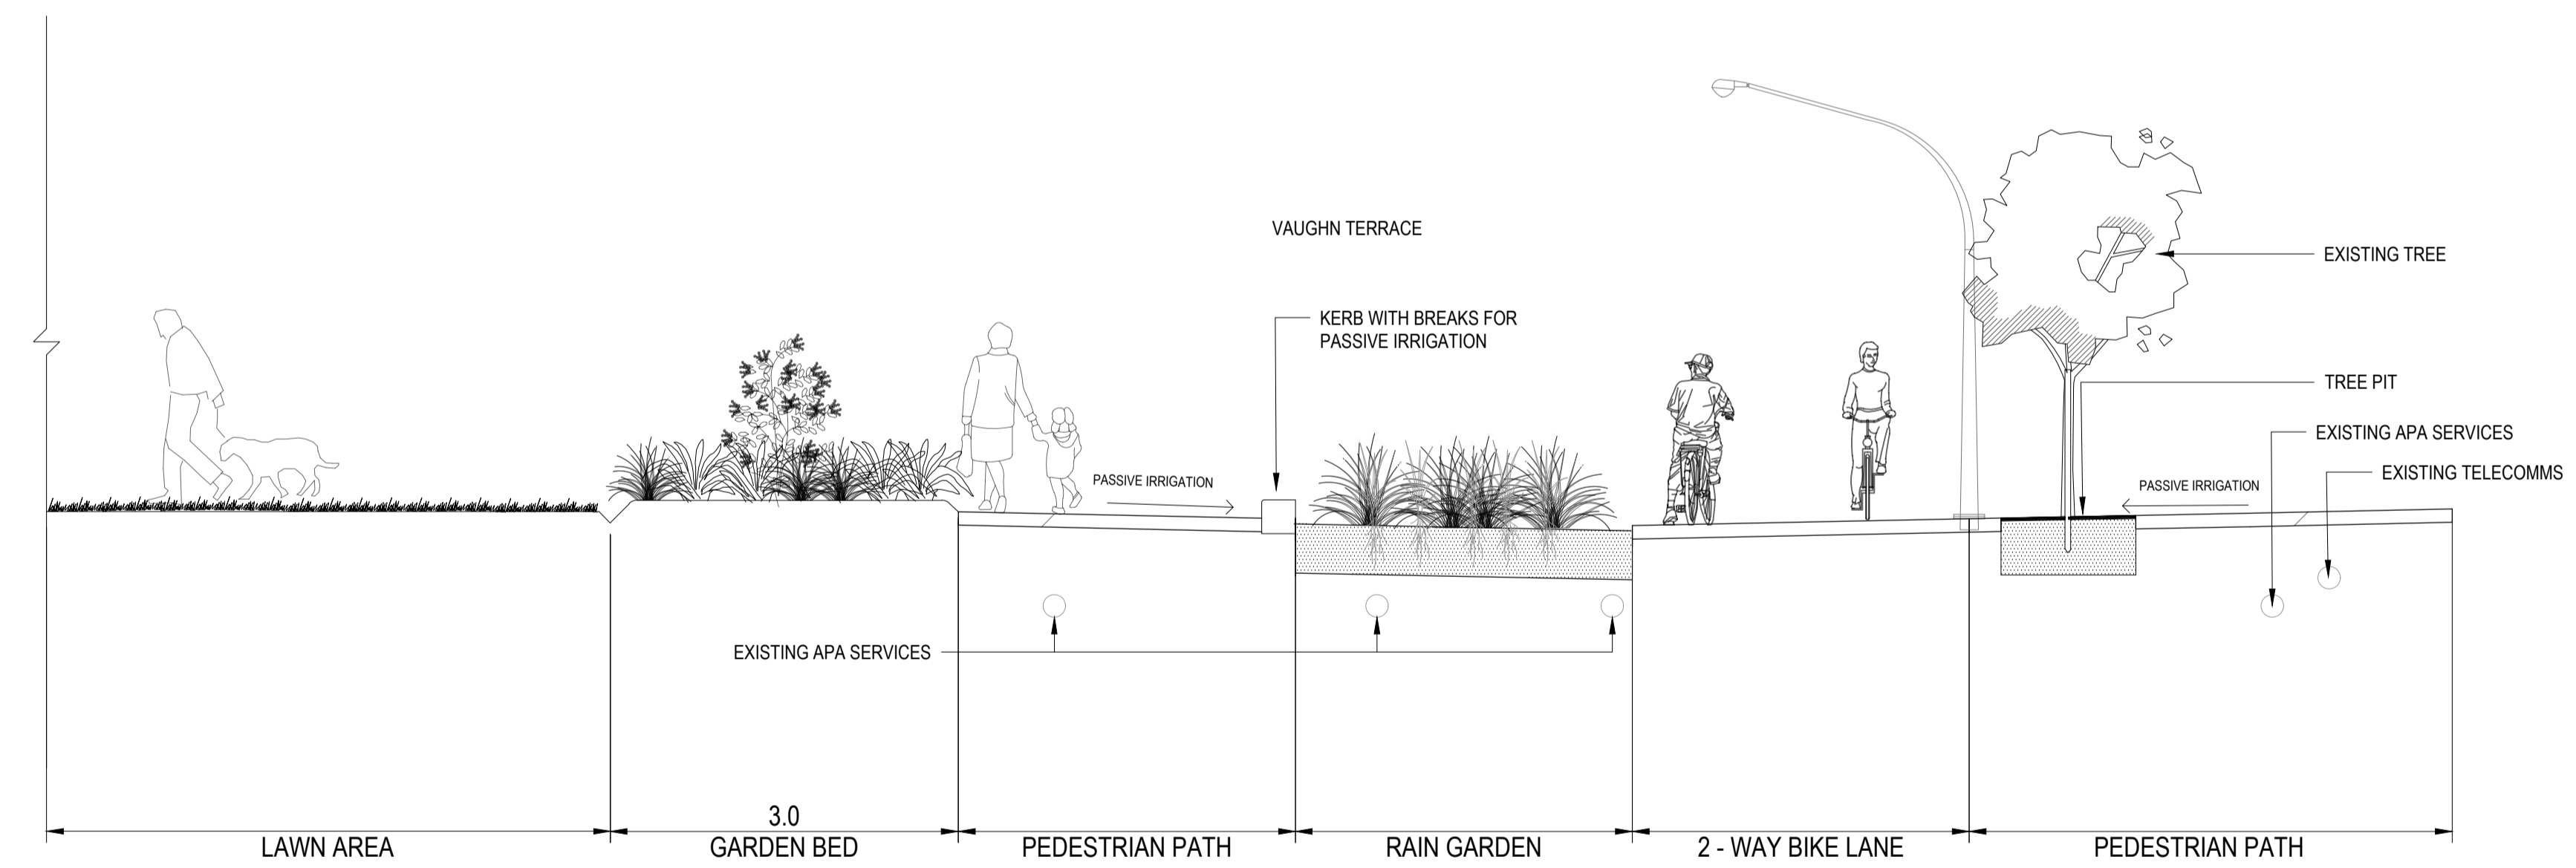 VAUGHN TERRACE
EXISTING TREE
KERB WITH BREAKS FOR
PASSIVE IRRIGATION
TREE PIT
EXISTING APA SERVICES
EXISTING TELECOMMS
PASSIVE IRRIGATION
PASSIVE IRRIGATION
EXISTING APA SERVICES
3.0
LAWN AREA
GARDEN BED
PEDESTRIAN PATH
RAIN GARDEN
2 - WAY BIKE LANE
PEDESTRIAN PATH